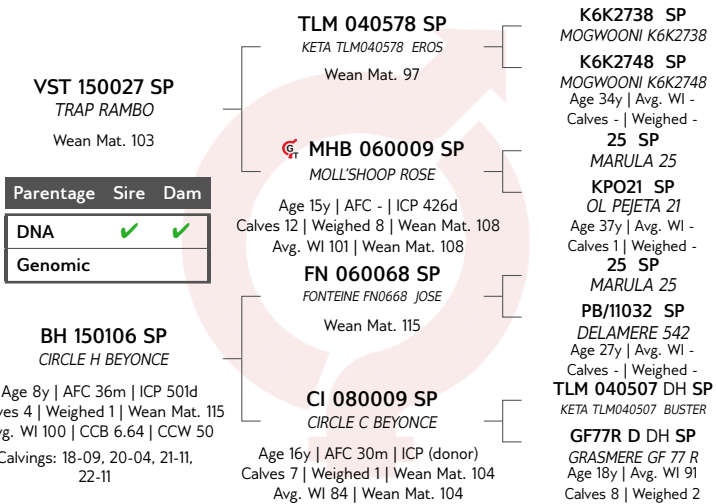 VST 150027 SP
TRAP RAMBO
Wean Mat. 103
Parentage Sire Dam
DNA ✔ ✔
Genomic
BH 150106 SP
CIRCLE H BEYONCE
Age 8y | AFC 36m | ICP 501d
ves 4 | Weighed 1 | Wean Mat. 115
g. WI 100 | CCB 6.64 | CCW 50
Calvings: 18-09, 20-04, 21-11,
22-11
TLM 040578 SP
KETA TLM040578 EROS
Wean Mat. 97
GT MHB 060009 SP
MOLL'SHOOP ROSE
Age 15y | AFC - | ICP 426d
Calves 12 | Weighed 8 | Wean Mat. 108
Avg. WI 101 | Wean Mat. 108
FN 060068 SP
FONTEINE FN0668 JOSE
Wean Mat. 115
CI 080009 SP
CIRCLE C BEYONCE
Age 16y | AFC 30m | ICP (donor)
Calves 7 | Weighed 1 | Wean Mat. 104
Avg. WI 84 | Wean Mat. 104
K6K2738 SP
MOGWOONI K6K2738
K6K2748 SP
MOGWOONI K6K2748
Age 34y | Avg. WI -
Calves - | Weighed -
25 SP
MARULA 25
KPO21 SP
OL PEJETA 21
Age 37y | Avg. WI -
Calves 1 | Weighed -
25 SP
MARULA 25
PB/11032 SP
DELAMERE 542
Age 27y | Avg. WI -
Calves - | Weighed -
TLM 040507 DH SP
KETA TLM040507 BUSTER
GF77R D DH SP
GRASMERE GF 77 R
Age 18y | Avg. WI 91
Calves 8 | Weighed 2